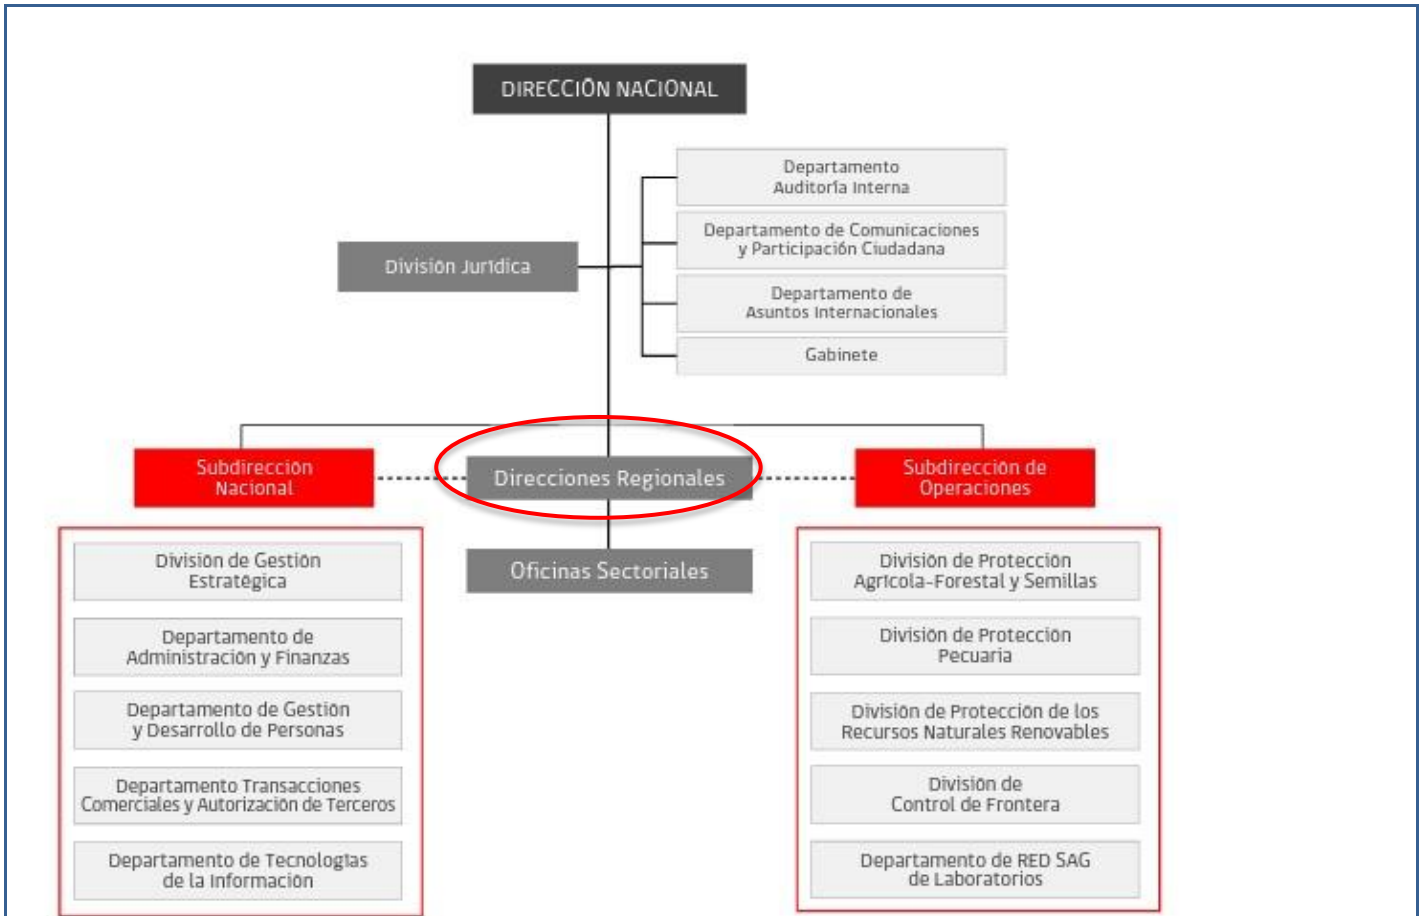 DIRECCIÓN NACIONAL
Departamento
Auditoría Interna
Departamento de Comunicaciones
y Participación Ciudadana
División Jurídica
Departamento de
Asuntos Internacionales
Gabinete
Subdirección
Nacional
Direcciones Regionales
Subdirección de
Operaciones
Oficinas Sectoriales
División de Gestión
Estratégica
Departamento de
Administración y Finanzas
Departamento de Gestión
y Desarrollo de Personas
Departamento Transacciones
Comerciales y Autorización de Terceros
Departamento de Tecnologías
de la Información
División de Protección
Agrícola-Forestal y Semillas
División de Protección
Pecuaria
División de Protección de los
Recursos Naturales Renovables
División de
Control de Frontera
Departamento de RED SAG
de Laboratorios